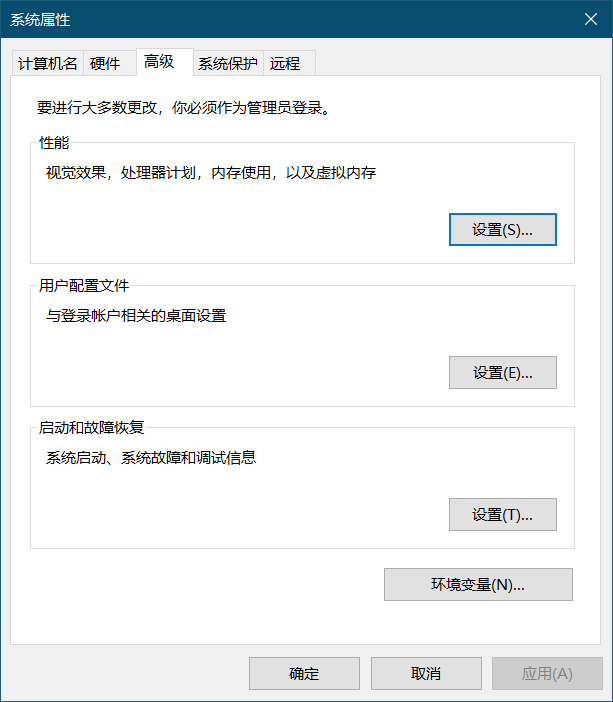 系统属性
计算机名 硬件 高级 系统保护 远程
要进行大多数更改，你必须作为管理员登录。
性能
视觉效果，处理器计划，内存使用，以及虚拟内存
设置(S)...
用户配置文件
与登录帐户相关的桌面设置
设置(E)...
启动和故障恢复
系统启动、系统故障和调试信息
设置(T)...
环境变量(N)...
确定 取消 应用(A)